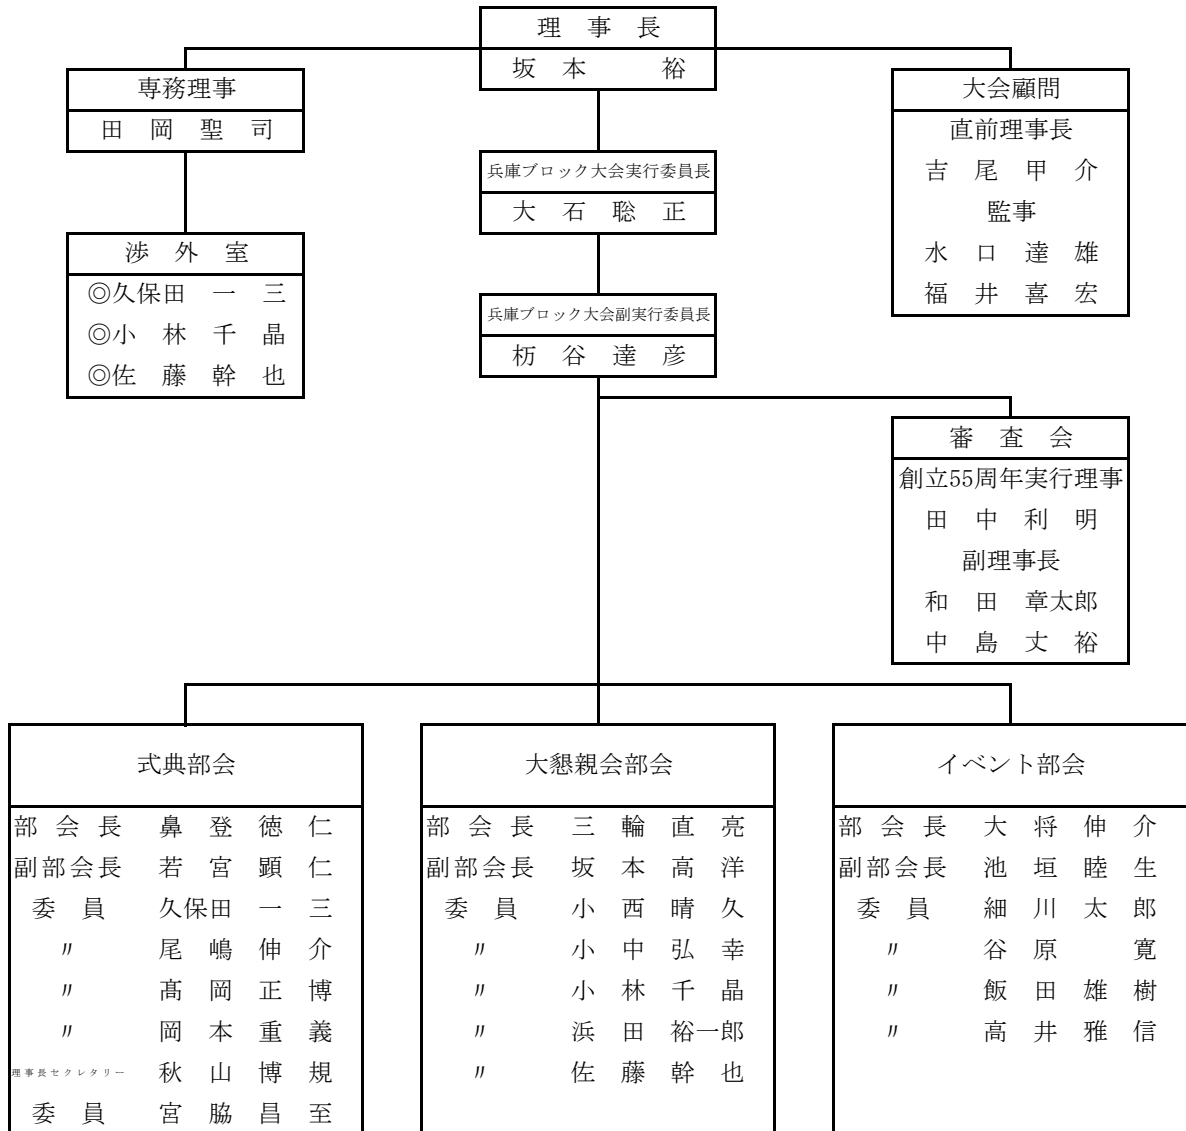 理　事　長
坂　本　　　裕
専務理事
田　岡　聖　司
大会顧問
直前理事長
吉　尾　甲　介
監事
水　口　達　雄
福　井　喜　宏
兵庫ブロック大会実行委員長
大　石　聡　正
渉　外　室
◎久保田　一　三
◎小　林　千　晶
◎佐　藤　幹　也
兵庫ブロック大会副実行委員長
枥　谷　達　彦
審　査　会
創立55周年実行理事
田　中　利　明
副理事長
和　田　章太郎
中　島　丈　裕
式典部会
部　会　長　鼻　登　徳　仁
副部会長　若　宮　顕　仁
委　員　久保田　一　三
〃　尾　嶋　伸　介
〃　髙　岡　正　博
〃　岡　本　重　義
理事長セクレタリー　秋　山　博　規
委　員　宮　脇　昌　至
大懇親会部会
部　会　長　三　輪　直　亮
副部会長　坂　本　高　洋
委　員　小　西　晴　久
〃　小　中　弘　幸
〃　小　林　千　晶
〃　浜　田　裕一郎
〃　佐　藤　幹　也
イベント部会
部　会　長　大　将　伸　介
副部会長　池　垣　睦　生
委　員　細　川　太　郎
〃　谷　原　　　寛
〃　飯　田　雄　樹
〃　高　井　雅　信